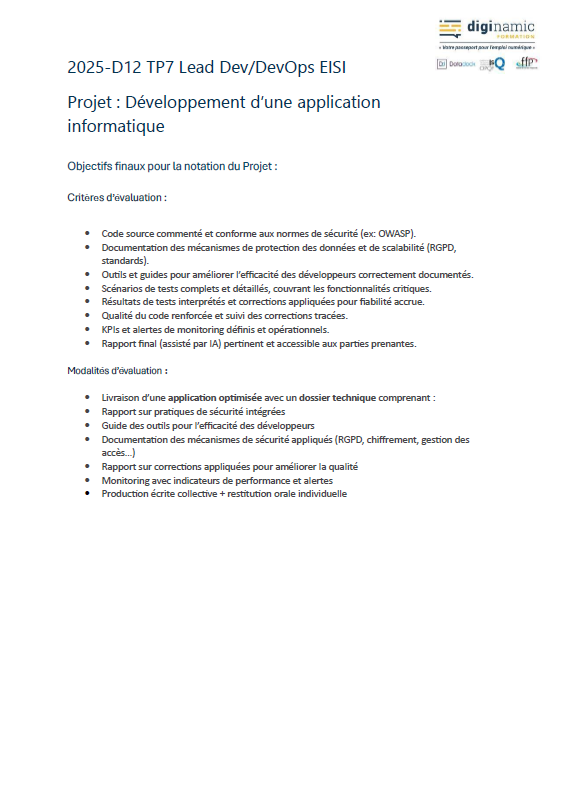 diginamic
FORMATION
« Votre passeport pour l'emploi numérique »
Datadock
ffp
2025-D12 TP7 Lead Dev/DevOps EISI
Projet : Développement d'une application
informatique
Objectifs finaux pour la notation du Projet :
Critères d'évaluation :
• Code source commenté et conforme aux normes de sécurité (ex: OWASP).
• Documentation des mécanismes de protection des données et de scalabilité (RGPD,
standards).
• Outils et guides pour améliorer l'efficacité des développeurs correctement documentés.
• Scénarios de tests complets et détaillés, couvrant les fonctionnalités critiques.
• Résultats de tests interprétés et corrections appliquées pour fiabilité accrue.
• Qualité du code renforcée et suivi des corrections tracées.
• KPIs et alertes de monitoring définis et opérationnels.
• Rapport final (assisté par IA) pertinent et accessible aux parties prenantes.
Modalités d'évaluation :
• Livraison d'une application optimisée avec un dossier technique comprenant :
• Rapport sur pratiques de sécurité intégrées
• Guide des outils pour l'efficacité des développeurs
• Documentation des mécanismes de sécurité appliqués (RGPD, chiffrement, gestion des
accès...)
• Rapport sur corrections appliquées pour améliorer la qualité
• Monitoring avec indicateurs de performance et alertes
• Production écrite collective + restitution orale individuelle